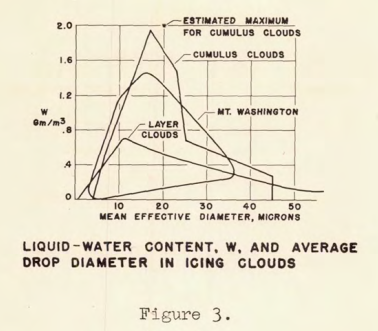 2.0
ESTIMATED MAXIMUM
FOR CUMULUS CLOUDS
CUMULUS CLOUDS
1.6
1.2
MT. WASHINGTON
W
Gm/m³
.8
LAYER
CLOUDS
.4
0
10 20 30 40 50
MEAN EFFECTIVE DIAMETER, MICRONS
LIQUID-WATER CONTENT, W, AND AVERAGE
DROP DIAMETER IN ICING CLOUDS
Figure 3.